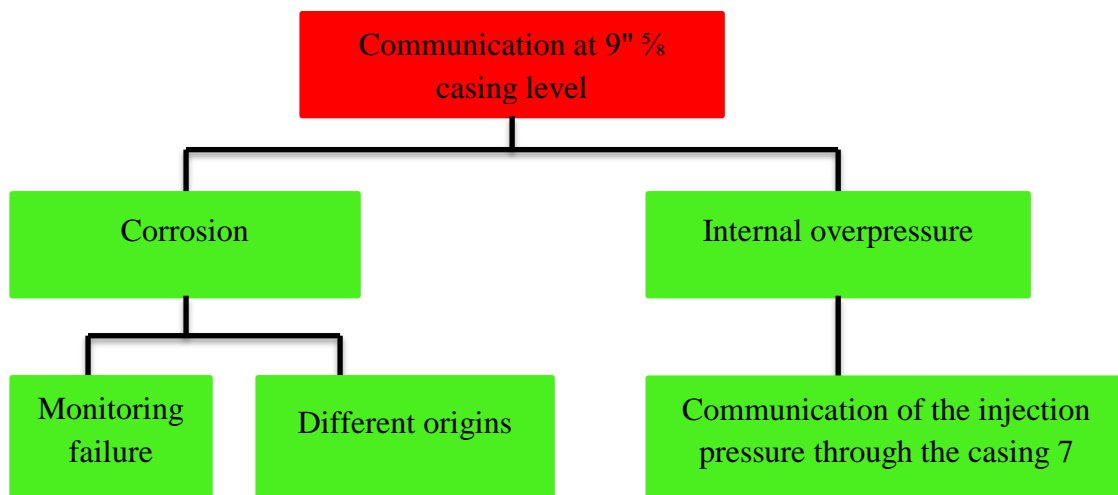 Communication at 9" ⅝
casing level
Corrosion
Internal overpressure
Monitoring
failure
Different origins
Communication of the injection
pressure through the casing 7